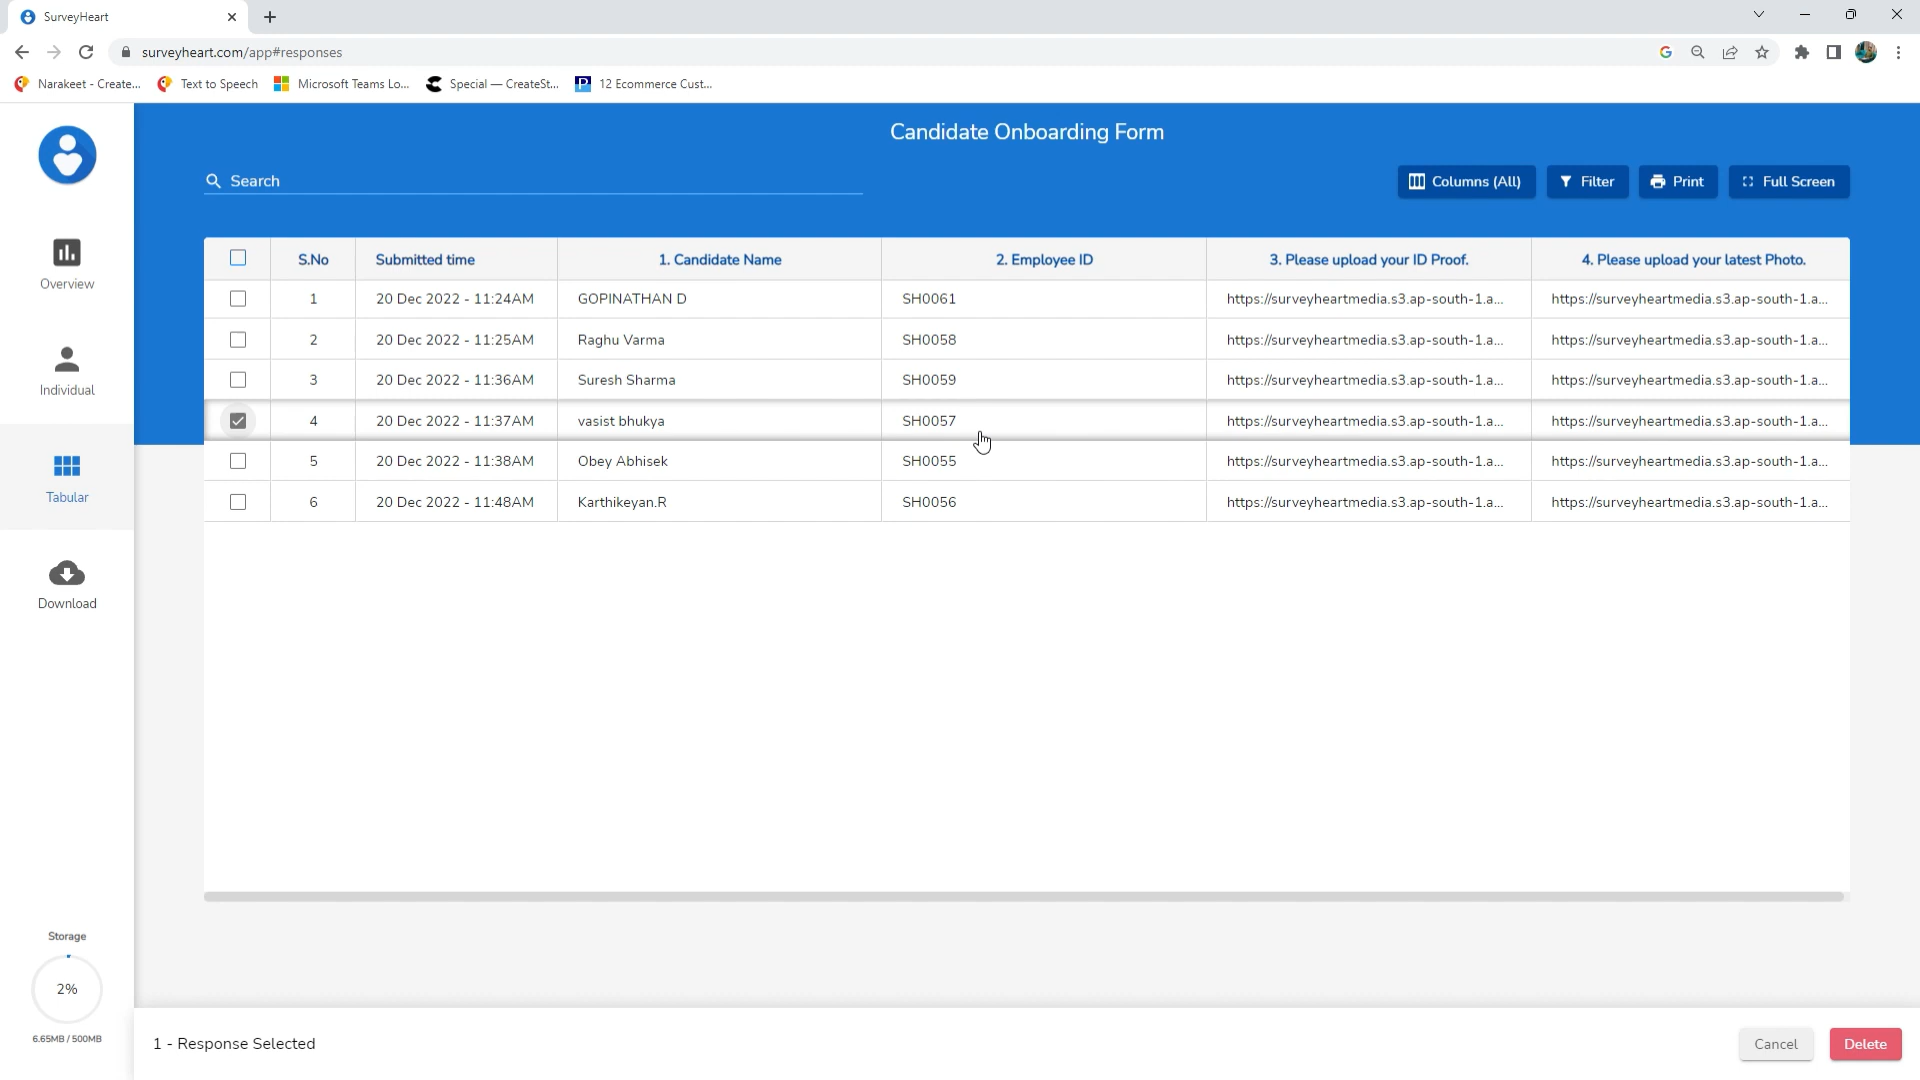 SurveyHeart
surveyheart.com/app#responses
Narakeet - Create... Text to Speech Microsoft Teams Lo... Special — CreateSt... 12 Ecommerce Cust...
Candidate Onboarding Form
Search
Columns (All) Filter Print Full Screen
Overview
Individual
Tabular
Download
S.No Submitted time 1. Candidate Name 2. Employee ID 3. Please upload your ID Proof. 4. Please upload your latest Photo.
1 20 Dec 2022 - 11:24AM GOPINATHAN D SH0061 https://surveyheartmedia.s3.ap-south-1.a... https://surveyheartmedia.s3.ap-south-1.a...
2 20 Dec 2022 - 11:25AM Raghu Varma SH0058 https://surveyheartmedia.s3.ap-south-1.a... https://surveyheartmedia.s3.ap-south-1.a...
3 20 Dec 2022 - 11:36AM Suresh Sharma SH0059 https://surveyheartmedia.s3.ap-south-1.a... https://surveyheartmedia.s3.ap-south-1.a...
4 20 Dec 2022 - 11:37AM vasist bhukya SH0057 https://surveyheartmedia.s3.ap-south-1.a... https://surveyheartmedia.s3.ap-south-1.a...
5 20 Dec 2022 - 11:38AM Obey Abhisek SH0055 https://surveyheartmedia.s3.ap-south-1.a... https://surveyheartmedia.s3.ap-south-1.a...
6 20 Dec 2022 - 11:48AM Karthikeyan.R SH0056 https://surveyheartmedia.s3.ap-south-1.a... https://surveyheartmedia.s3.ap-south-1.a...
Storage
2%
6.65MB / 500MB
1 - Response Selected
Cancel Delete